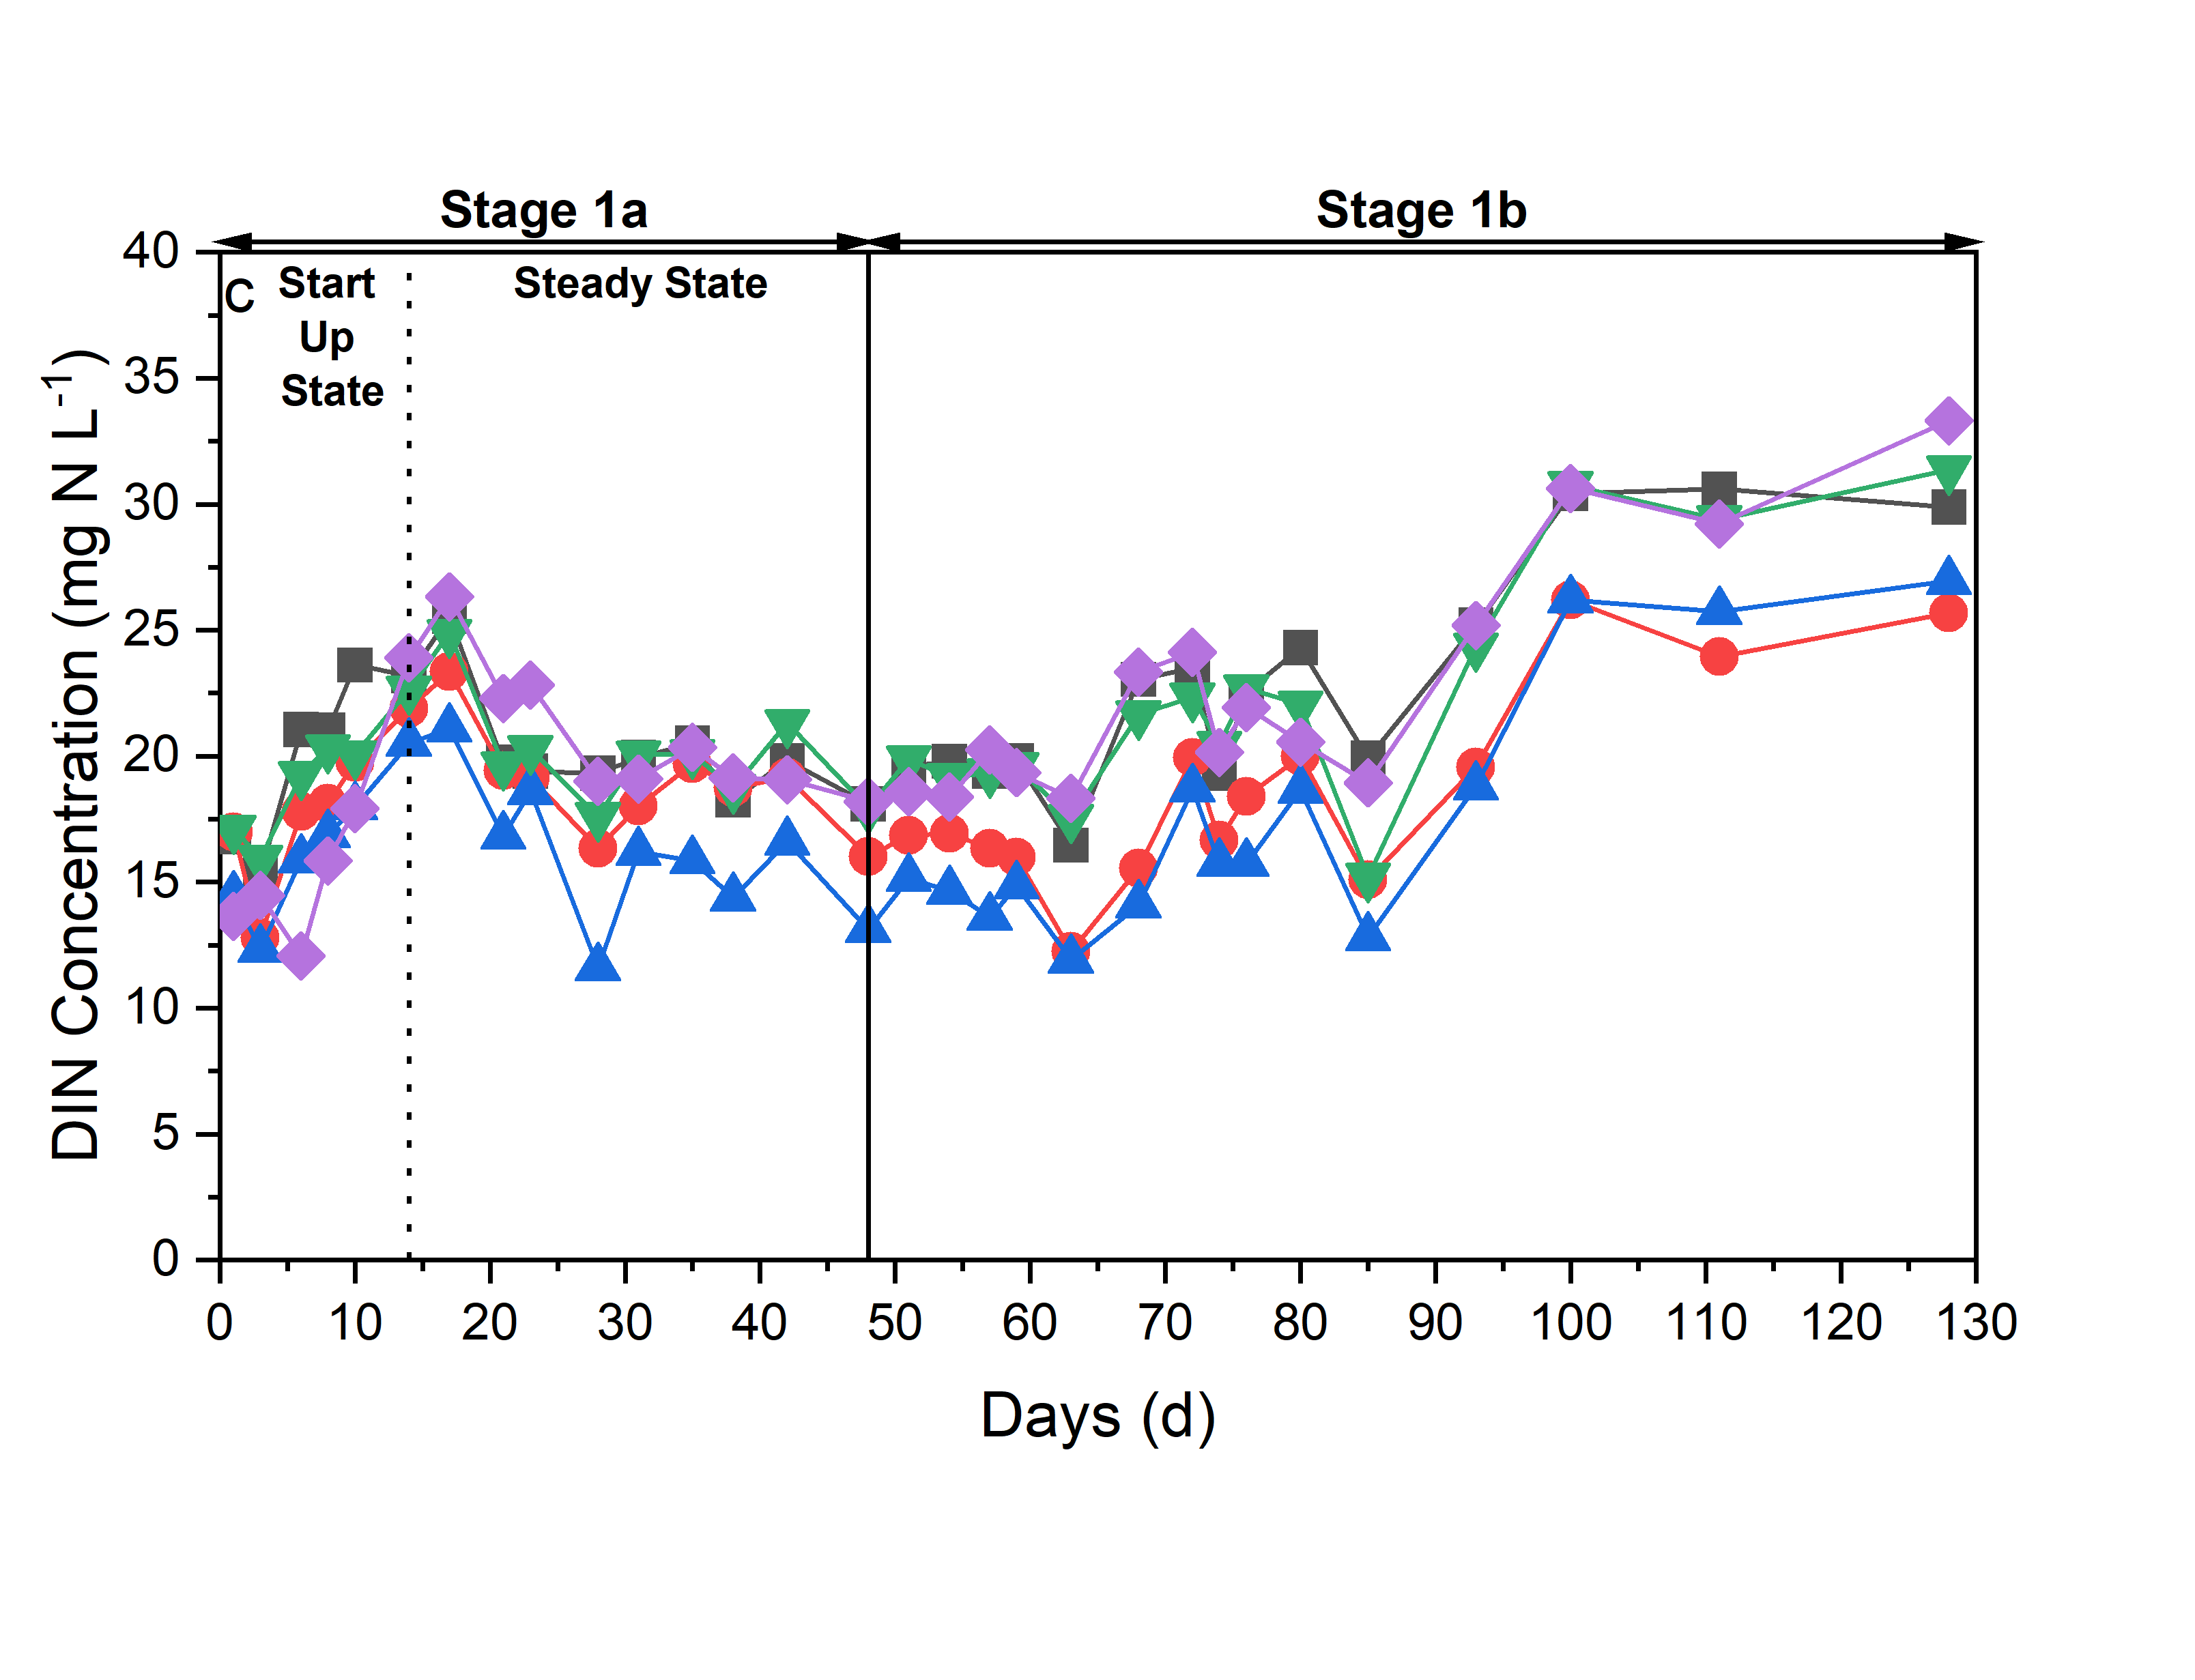 Stage 1a
Stage 1b
C
Start
Up
State
Steady State
DIN Concentration (mg N L⁻¹)
40
35
30
25
20
15
10
5
0
0 10 20 30 40 50 60 70 80 90 100 110 120 130
Days (d)